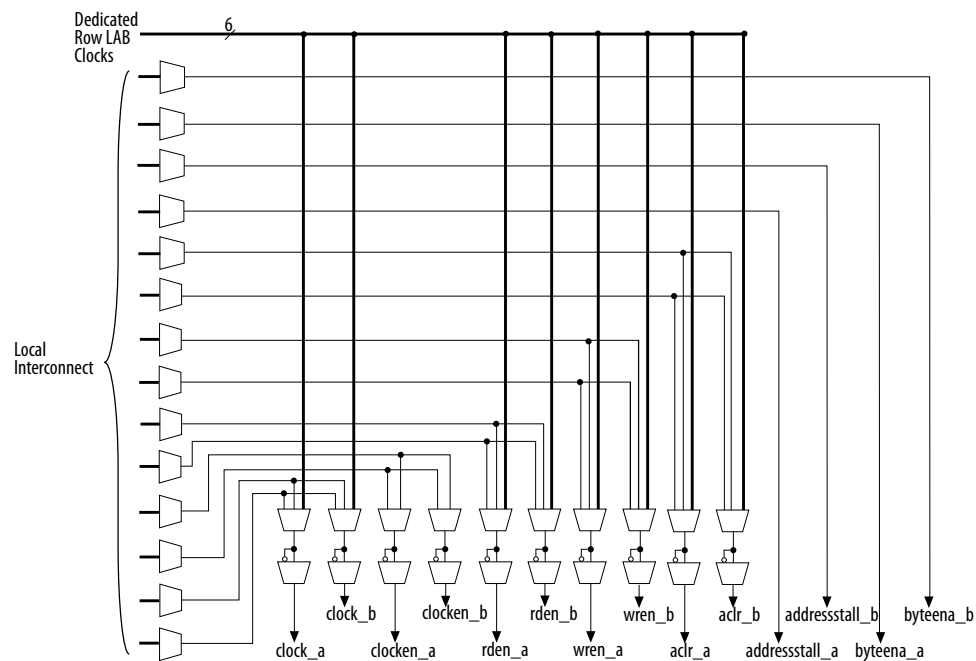 Dedicated
Row LAB
Clocks
6
Local
Interconnect
clock_b
clocken_b
rden_b
wren_b
aclr_b
addressstall_b
byteena_b
clock_a
clocken_a
rden_a
wren_a
aclr_a
addressstall_a
byteena_a